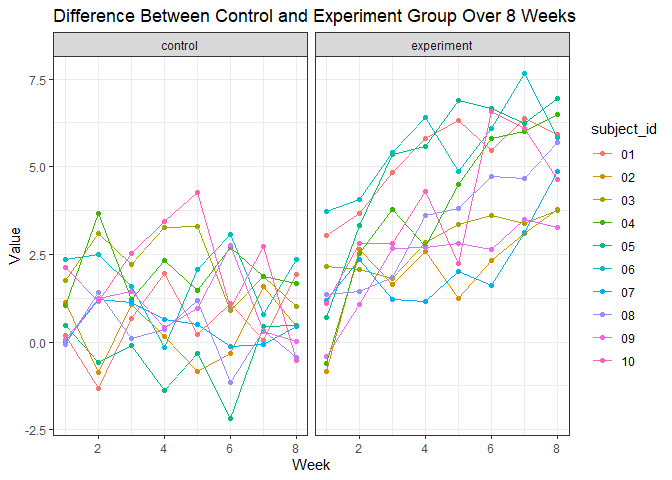 Difference Between Control and Experiment Group Over 8 Weeks
control
experiment
7.5
5.0
2.5
0.0
-2.5
Value
2 4 6 8
2 4 6 8
Week
subject_id
01
02
03
04
05
06
07
08
09
10